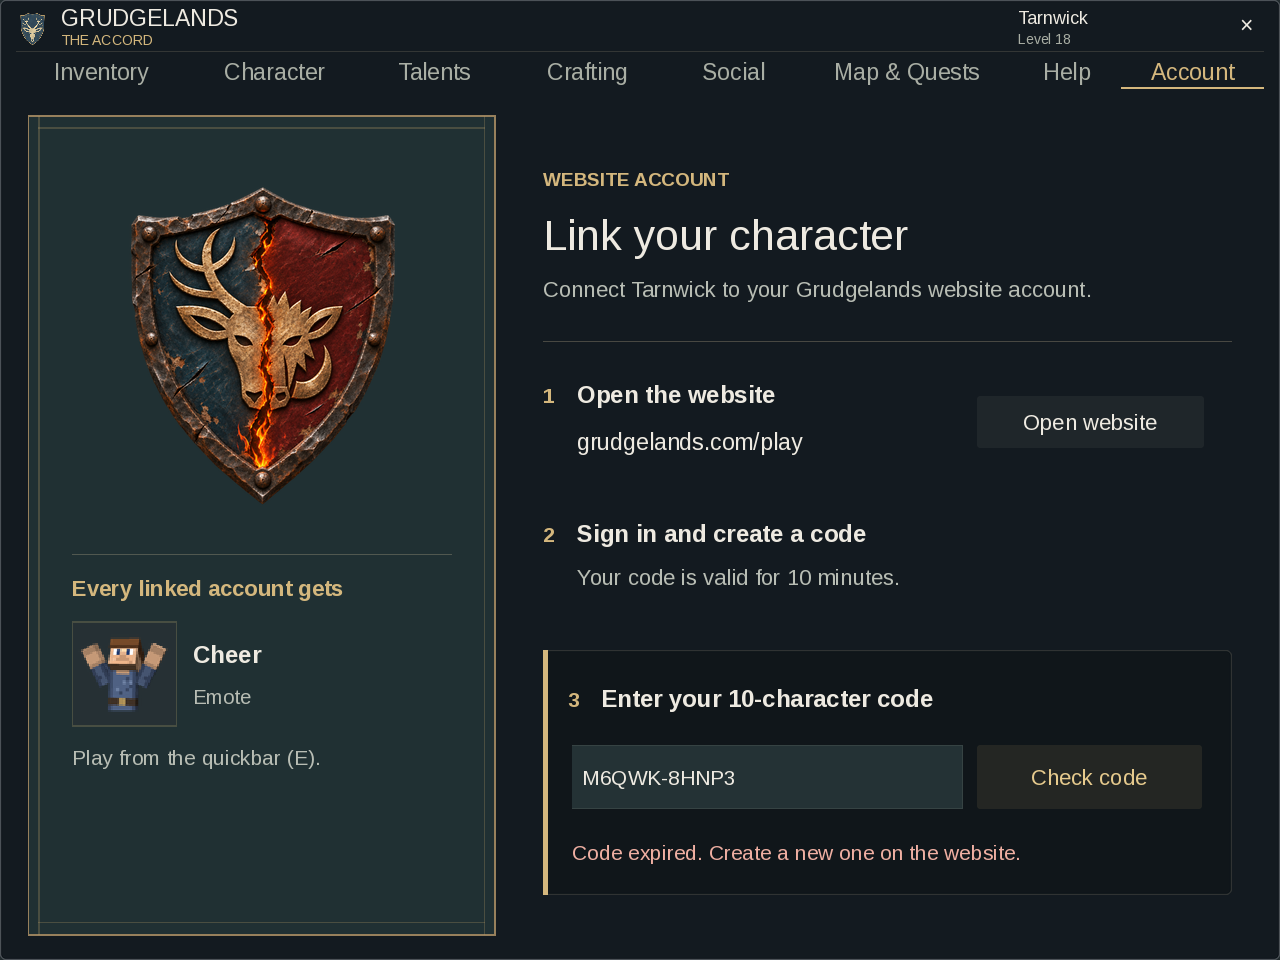 GRUDGELANDS
THE ACCORD
Tarnwick
Level 18
×
Inventory
Character
Talents
Crafting
Social
Map & Quests
Help
Account
Every linked account gets
Cheer
Emote
Play from the quickbar (E).
WEBSITE ACCOUNT
Link your character
Connect Tarnwick to your Grudgelands website account.
1 Open the website
grudgelands.com/play
Open website
2 Sign in and create a code
Your code is valid for 10 minutes.
3 Enter your 10-character code
M6QWK-8HNP3
Check code
Code expired. Create a new one on the website.